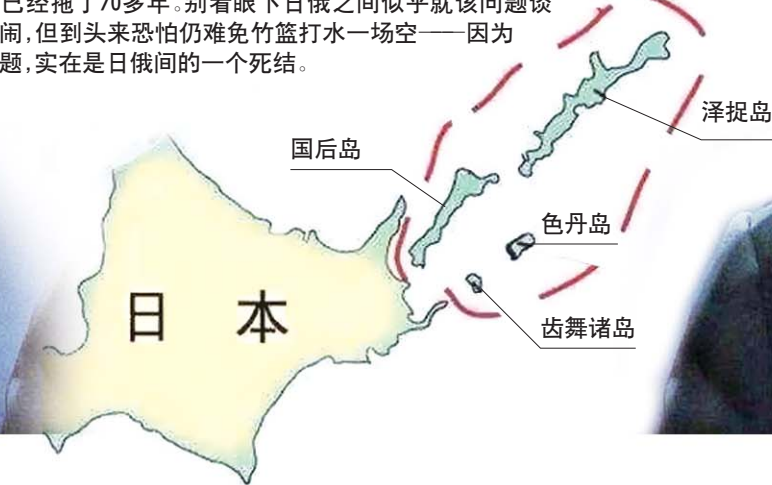 已经拖了70多年。别看眼下日俄之间似乎就该问题谈
闹,但到头来恐怕仍难免竹篮打水一场空——因为
题,实在是日俄间的一个死结。
泽捉岛
国后岛
色丹岛
日 本
齿舞诸岛